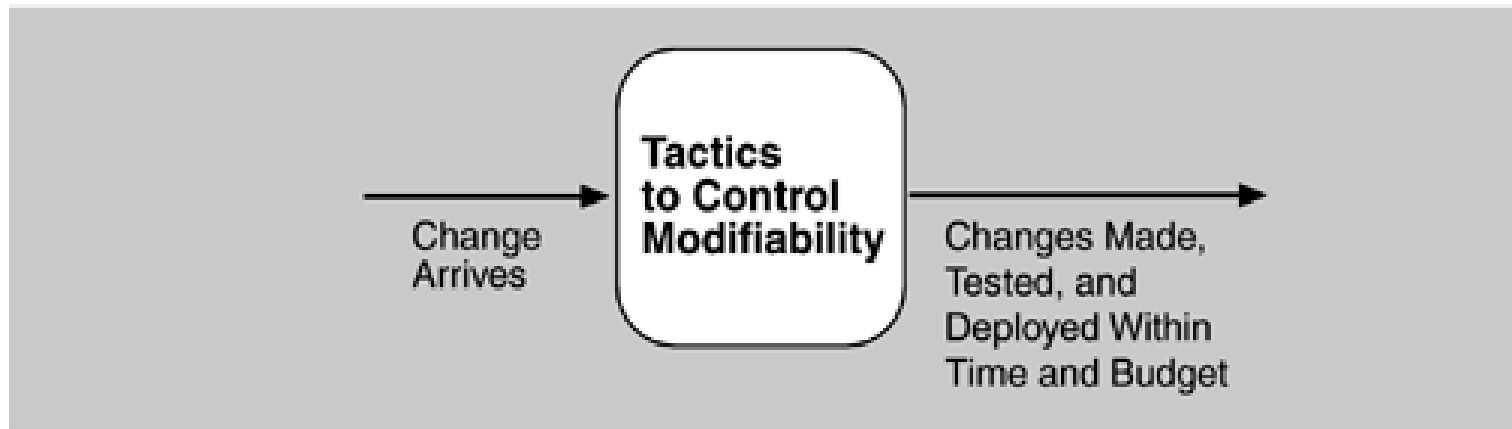 Change
Arrives
Tactics
to Control
Modifiability
Changes Made,
Tested, and
Deployed Within
Time and Budget